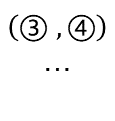 (③ ,④)
...